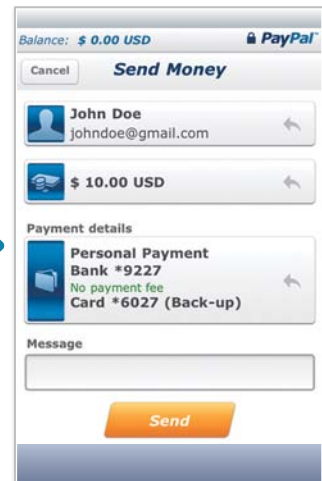 Balance: $ 0.00 USD PayPal™
Cancel Send Money
John Doe
johndoe@gmail.com
$ 10.00 USD
Payment details
Personal Payment
Bank *9227
No payment fee
Card *6027 (Back-up)
Message
Send